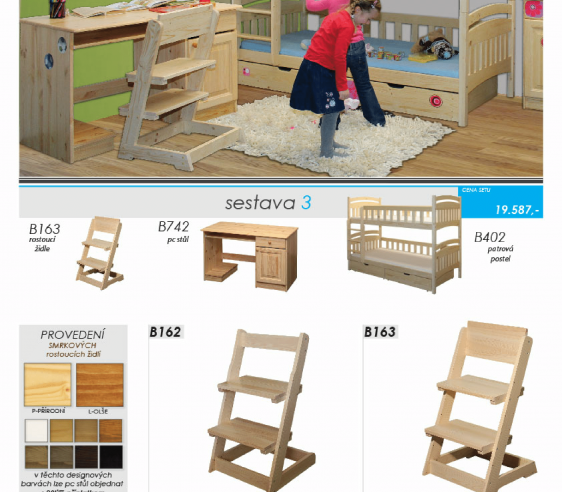 CENA SETU
sestava 3
19.587,-
B163
rostoucí
židle
B742
pc stůl
B402
patrová
postel
PROVEDENÍ
SMRKOVÝCH
rostoucích židlí
P-PŘÍRODNÍ
L-OLŠE
v těchto designových
barvách lze pc stůl objednat
B162
B163